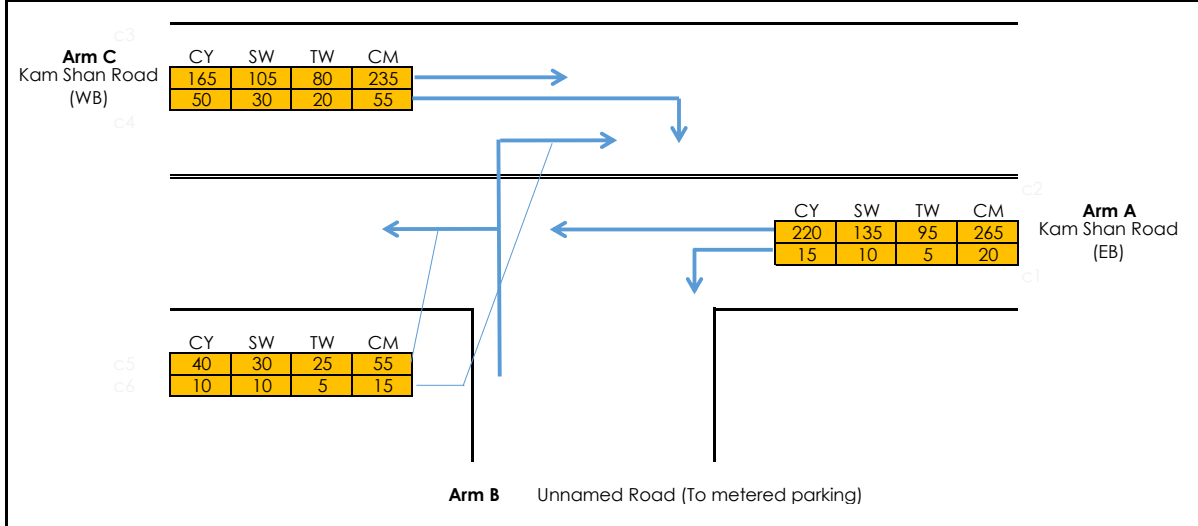 c3
Arm C
Kam Shan Road
(WB)
c4
CY SW TW CM
165 105 80 235
50 30 20 55
c2
Arm A
Kam Shan Road
(EB)
c1
CY SW TW CM
220 135 95 265
15 10 5 20
CY SW TW CM
c5 40 30 25 55
c6 10 10 5 15
Arm B Unnamed Road (To metered parking)